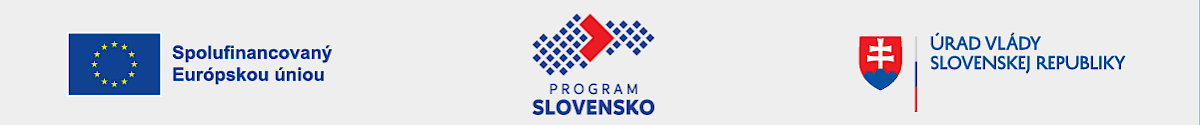 Spolufinancovaný
Európskou úniou
PROGRAM
SLOVENSKO
ÚRAD VLÁDY
SLOVENSKEJ REPUBLIKY